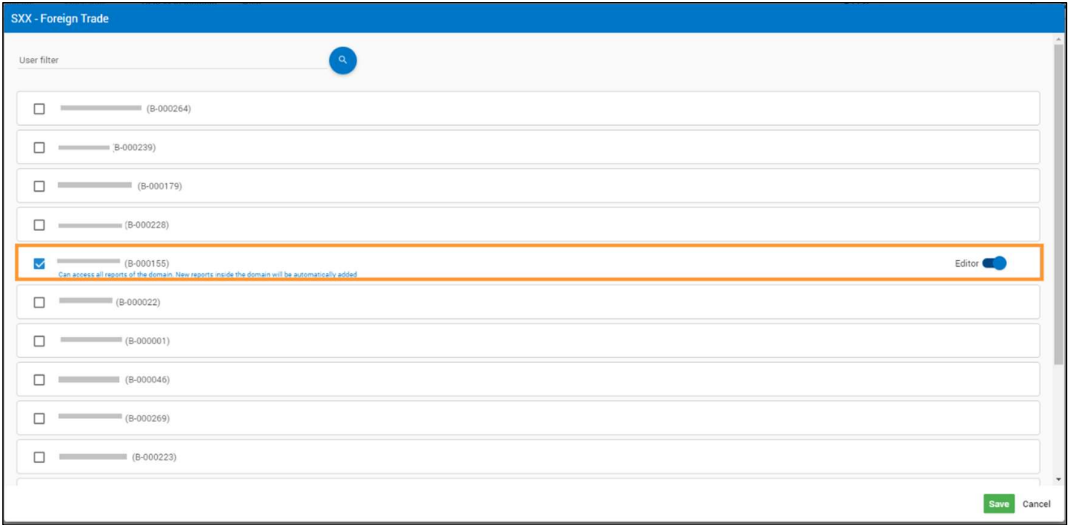 SXX - Foreign Trade
User filter
(B-000264)
(B-000239)
(B-000179)
(B-000228)
(B-000155)
Editor
Can access all reports of the domain. New reports inside the domain will be automatically added
(B-000022)
(B-000001)
(B-000046)
(B-000269)
(B-000223)
Save Cancel